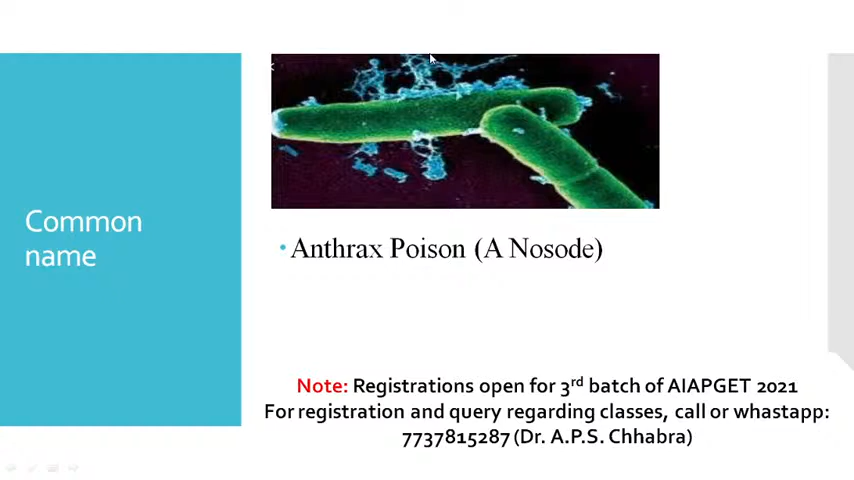 Common
name
Anthrax Poison (A Nosode)
Note: Registrations open for 3rd batch of AIAPGET 2021
For registration and query regarding classes, call or whastapp:
7737815287 (Dr. A.P.S. Chhabra)